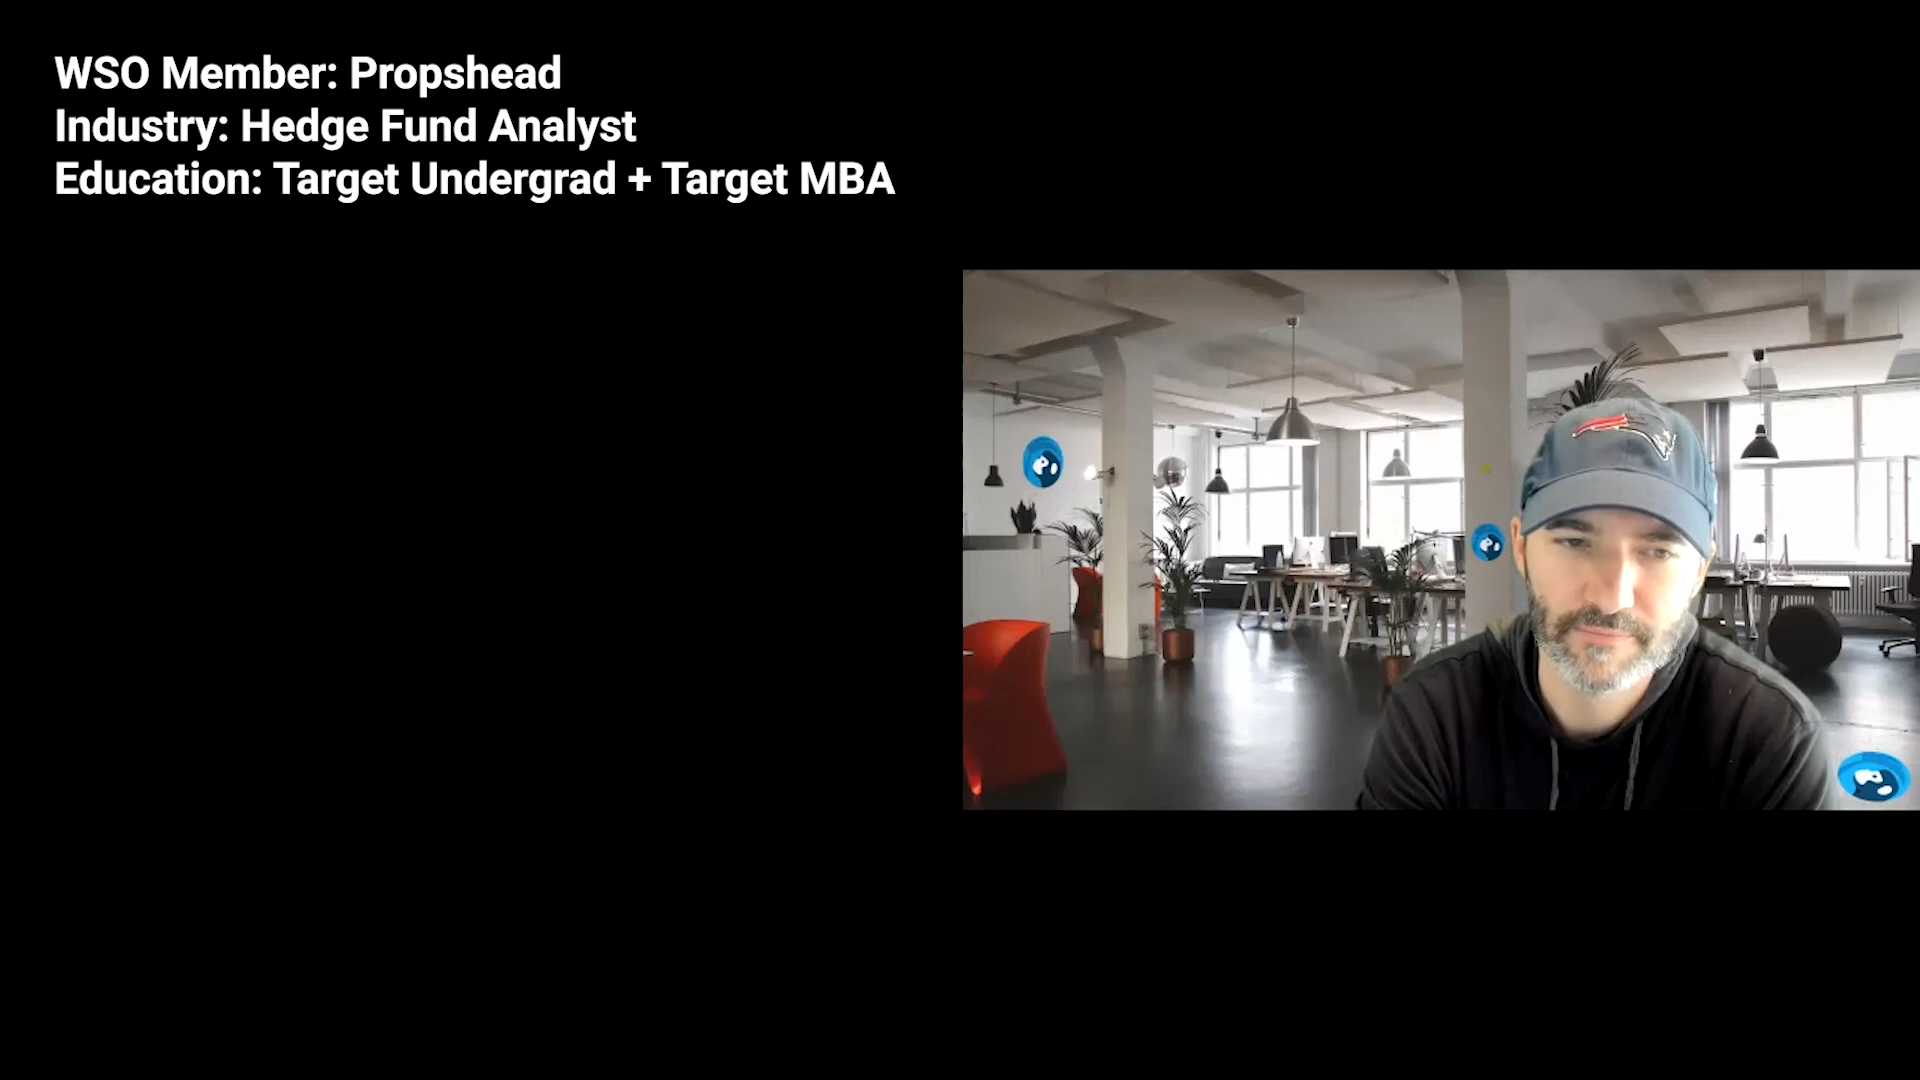 WSO Member: Propshead
Industry: Hedge Fund Analyst
Education: Target Undergrad + Target MBA